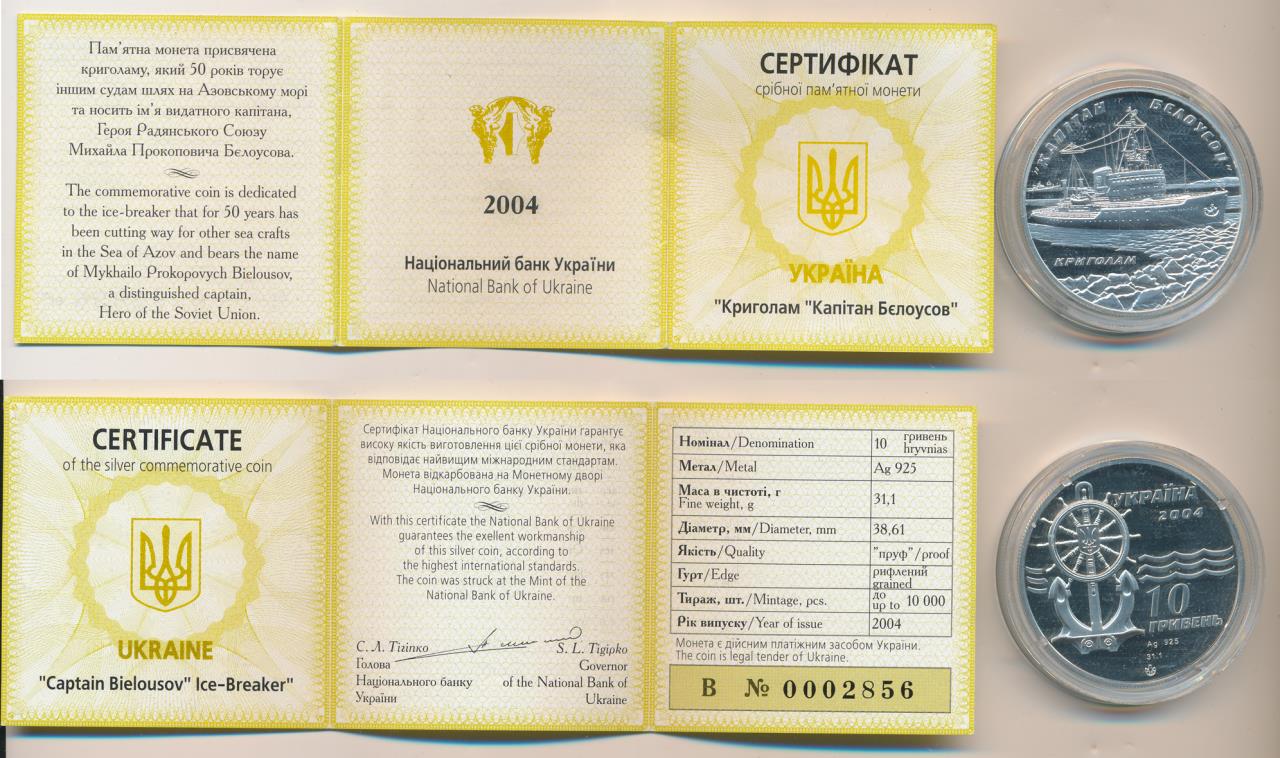 Пам'ятна монета присвячена
криголаму, який 50 років торує
іншим судам шлях на Азовському морі
та носить ім'я видатного капітана,
Героя Радянського Союзу
Михайла Прокоповича Бєлоусова.
The commemorative coin is dedicated
to the ice-breaker that for 50 years has
been cutting way for other sea crafts
in the Sea of Azov and bears the name
of Mykhailo Prokopovych Bielousov,
a distinguished captain,
Hero of the Soviet Union.
2004
Національний банк України
National Bank of Ukraine
СЕРТИФІКАТ
срібної пам'ятної монети
УКРАЇНА
"Криголам "Капітан Бєлоусов"
"КАПІТАН БЕЛОУСОВ"
КРИГОЛАМ
CERTIFICATE
of the silver commemorative coin
UKRAINE
"Captain Bielousov" Ice-Breaker"
Сертифікат Національного банку України гарантує
високу якість виготовлення цієї срібної монети, яка
відповідає найвищим міжнародним стандартам.
Монета відкарбована на Монетному дворі
Національного банку України.
With this certificate the National Bank of Ukraine
guarantees the exellent workmanship
of this silver coin, according to
the highest international standards.
The coin was struck at the Mint of the
National Bank of Ukraine.
С. Л. Тігіпко
Голова
Національного банку
України
S. L. Tigipko
Governor
of the National Bank of
Ukraine
Номінал/Denomination 10 гривень hryvnias
Метал/Metal Ag 925
Маса в чистоті, г
Fine weight, g 31,1
Діаметр, мм/Diameter, mm 38,61
Якість/Quality "пруф"/proof
Гурт/Edge рифлений grained
Тираж, шт./Mintage, pcs. до up to 10 000
Рік випуску/Year of issue 2004
Монета є дійсним платіжним засобом України.
The coin is legal tender of Ukraine.
В № 0002856
УКРАЇНА
2004
10
ГРИВЕНЬ
Ag 925
31.1